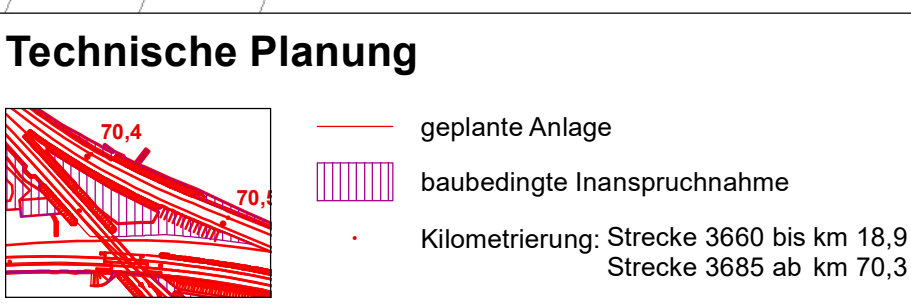 Technische Planung
70,4
70,5
geplante Anlage
baubedingte Inanspruchnahme
Kilometrierung: Strecke 3660 bis km 18,9
Strecke 3685 ab km 70,3